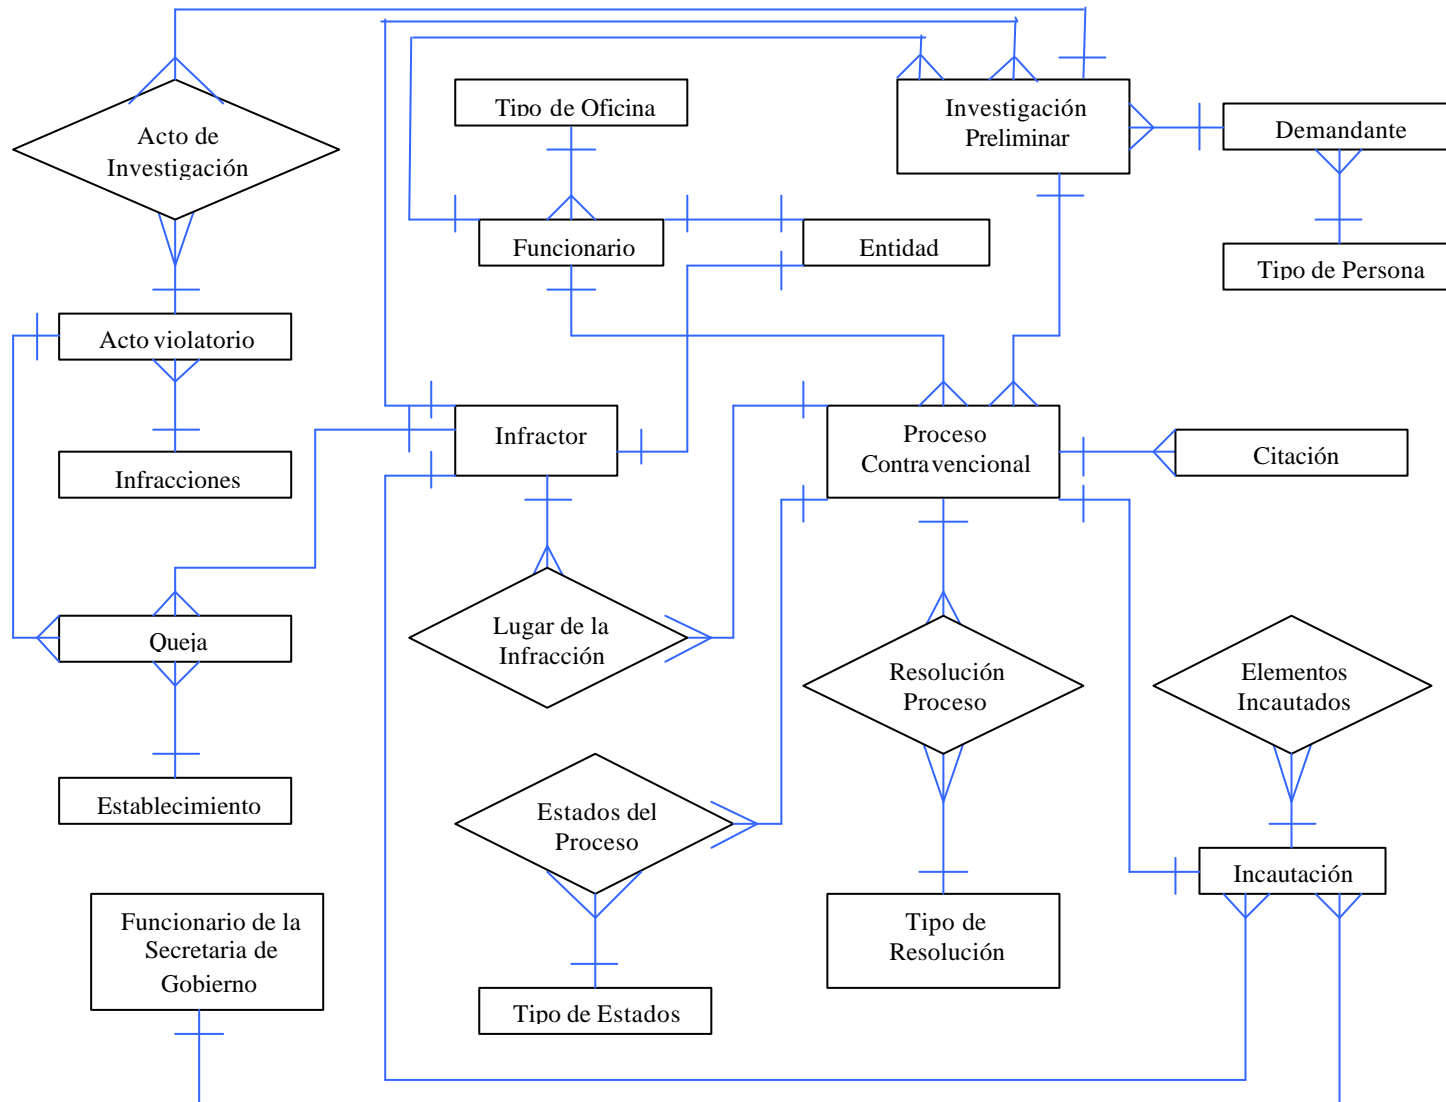 Tipo de Oficina
Investigación
Preliminar
Demandante
Acto de
Investigación
Funcionario
Entidad
Tipo de Persona
Acto violatorio
Infractor
Proceso
Contravencional
Citación
Infracciones
Queja
Lugar de la
Infracción
Resolución
Proceso
Elementos
Incautados
Establecimiento
Estados del
Proceso
Incautación
Funcionario de la
Secretaria de
Gobierno
Tipo de
Resolución
Tipo de Estados